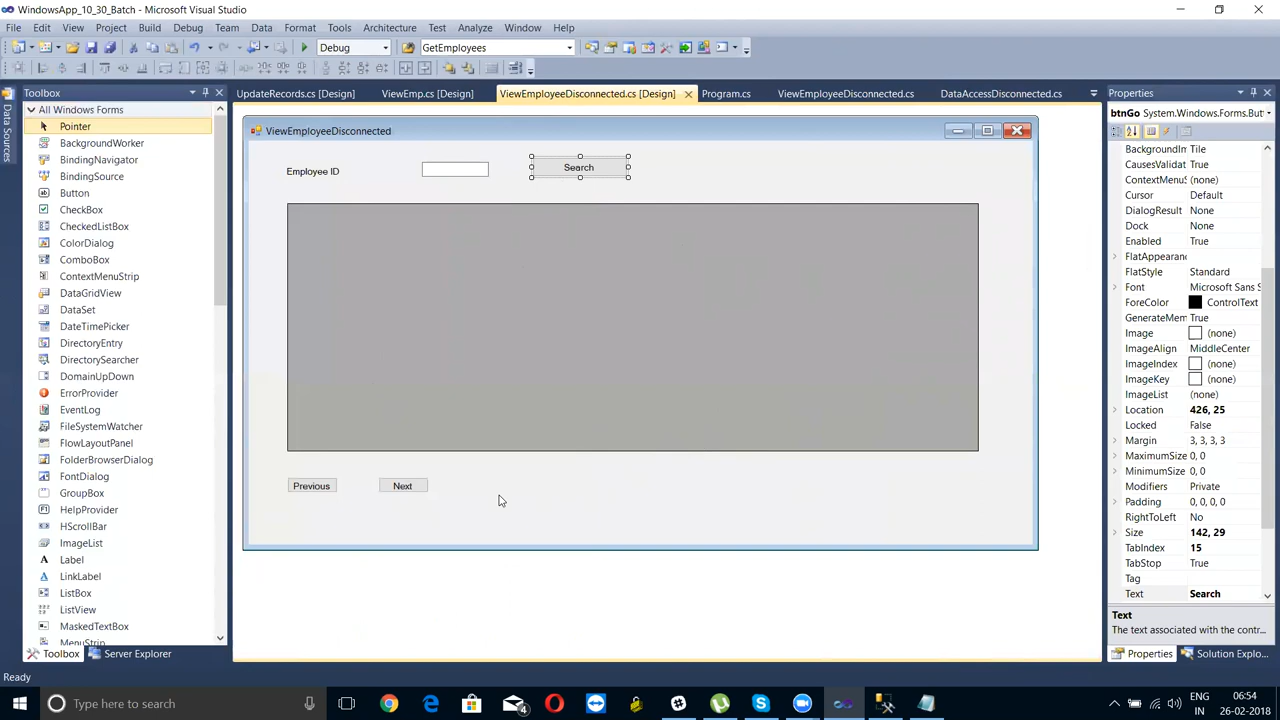 WindowsApp_10_30_Batch - Microsoft Visual Studio
File Edit View Project Build Debug Team Data Format Tools Architecture Test Analyze Window Help
Debug GetEmployees
Toolbox
UpdateRecords.cs [Design] ViewEmp.cs [Design] ViewEmployeeDisconnected.cs [Design] Program.cs ViewEmployeeDisconnected.cs DataAccessDisconnected.cs
Properties
Data Sources
All Windows Forms
Pointer
BackgroundWorker
BindingNavigator
BindingSource
Button
CheckBox
CheckedListBox
ColorDialog
ComboBox
ContextMenuStrip
DataGridView
DataSet
DateTimePicker
DirectoryEntry
DirectorySearcher
DomainUpDown
ErrorProvider
EventLog
FileSystemWatcher
FlowLayoutPanel
FolderBrowserDialog
FontDialog
GroupBox
HelpProvider
HScrollBar
ImageList
Label
LinkLabel
ListBox
ListView
MaskedTextBox
MenuStrip
Toolbox Server Explorer
ViewEmployeeDisconnected
Employee ID
Search
Previous Next
btnGo System.Windows.Forms.But
BackgroundIm Tile
CausesValidat True
ContextMenuS (none)
Cursor Default
DialogResult None
Dock None
Enabled True
FlatAppearanc
FlatStyle Standard
Font Microsoft Sans S
ForeColor ControlText
GenerateMem True
Image (none)
ImageAlign MiddleCenter
ImageIndex (none)
ImageKey (none)
ImageList (none)
Location 426, 25
Locked False
Margin 3, 3, 3, 3
MaximumSize 0, 0
MinimumSize 0, 0
Modifiers Private
Padding 0, 0, 0, 0
RightToLeft No
Size 142, 29
TabIndex 15
TabStop True
Tag
Text Search
Text
The text associated with the contr...
Properties Solution Explo...
Ready
Type here to search
4
ENG
IN
06:54
26-02-2018